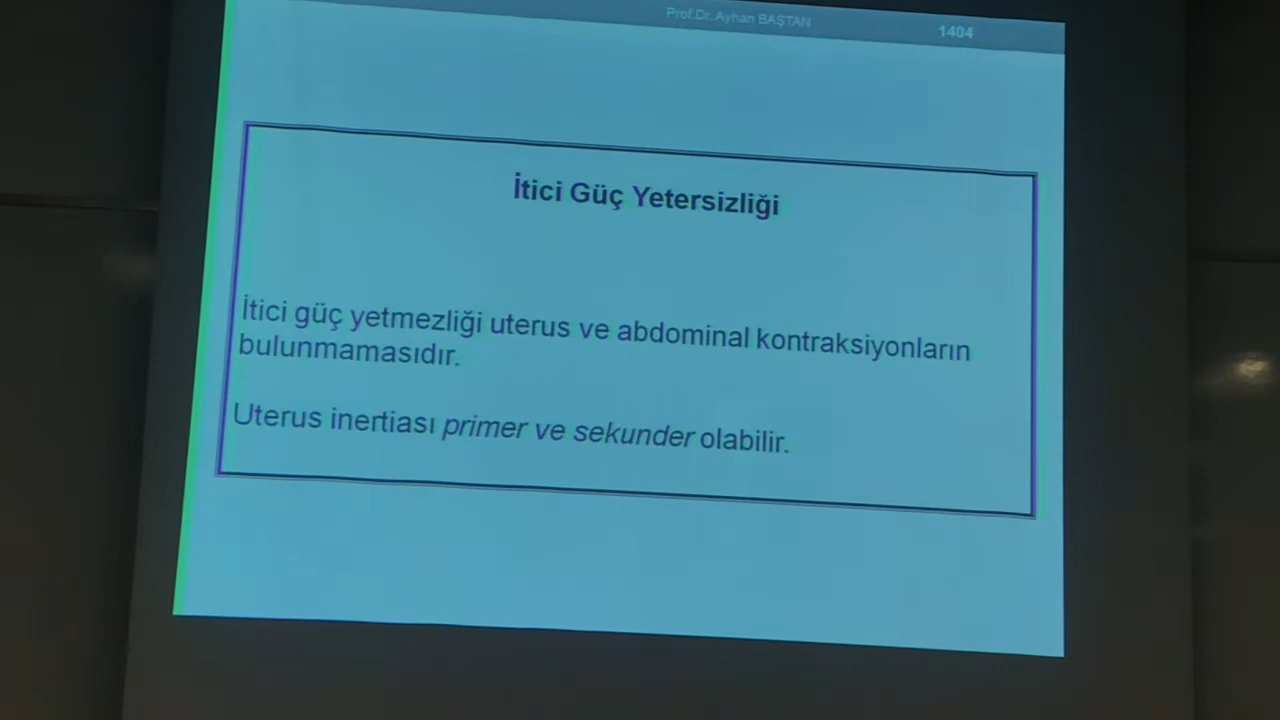 Prof.Dr. Ayhan BAŞTAN
1404
İtici Güç Yetersizliği
İtici güç yetmezliği uterus ve abdominal kontraksiyonların
bulunmamasıdır.
Uterus inertiası primer ve sekunder olabilir.